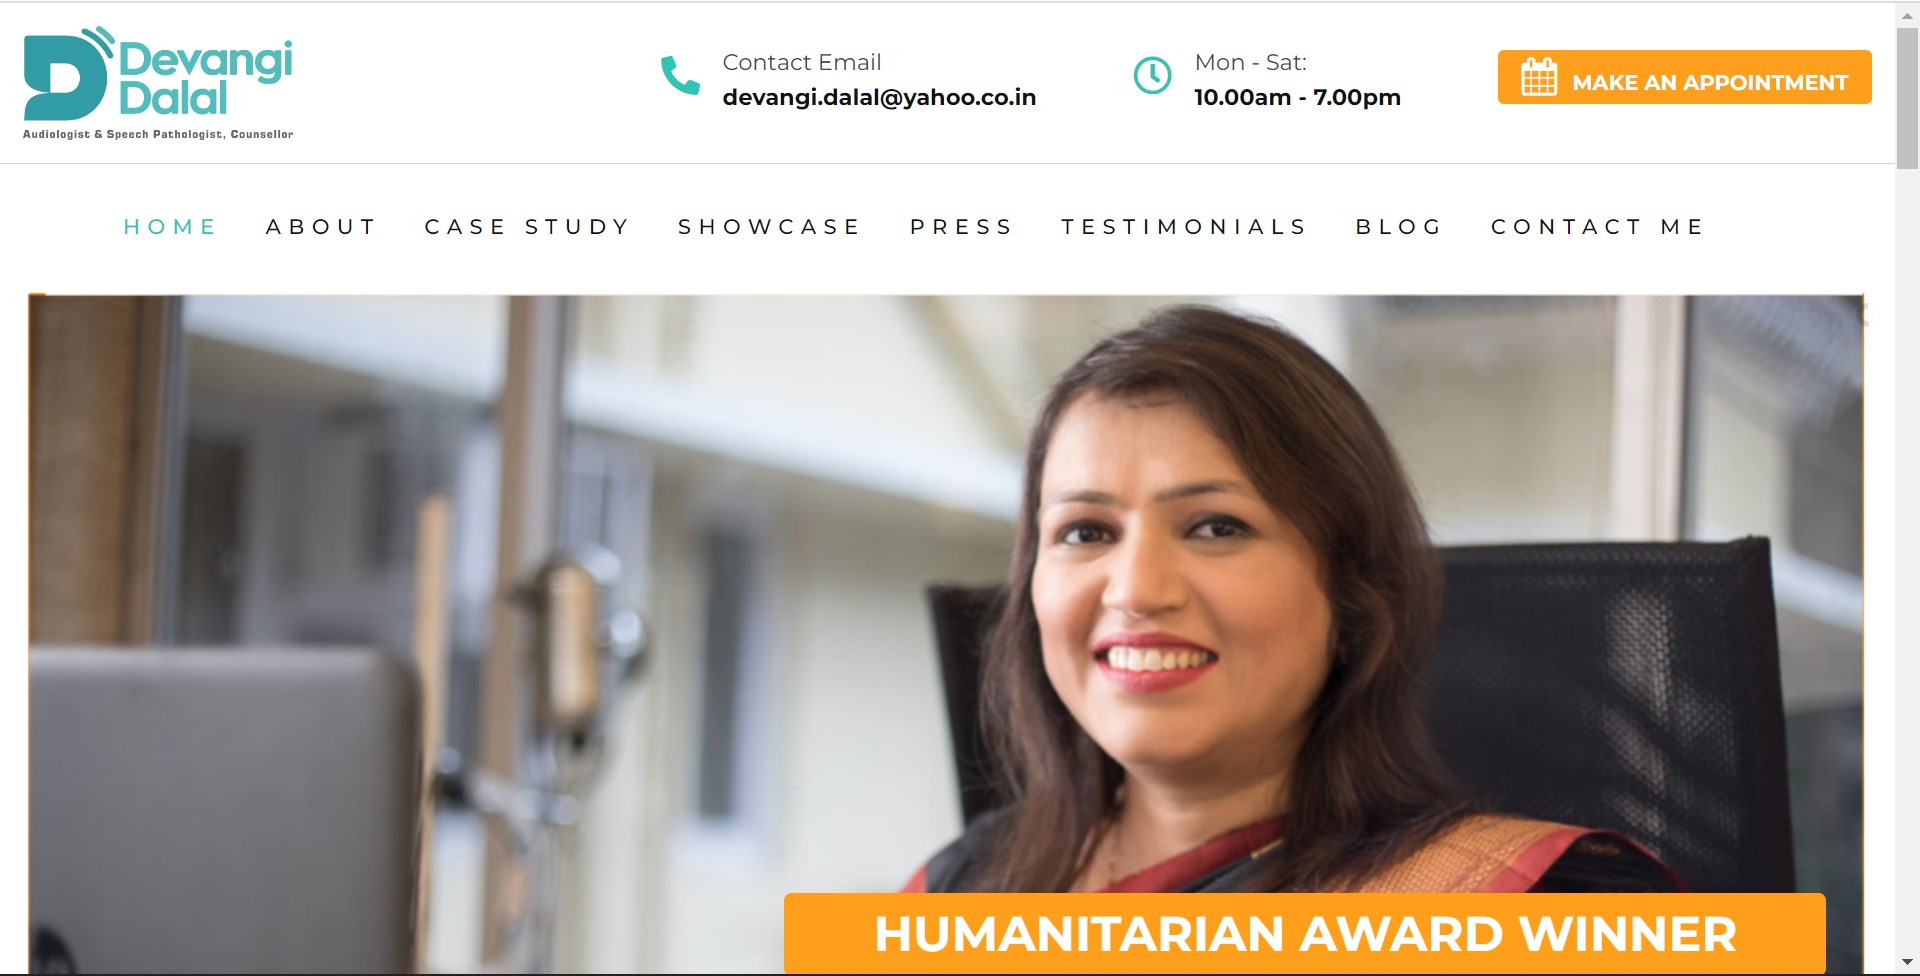 Devangi
Dalal
Audiologist & Speech Pathologist, Counsellor
Contact Email
devangi.dalal@yahoo.co.in
Mon - Sat:
10.00am - 7.00pm
MAKE AN APPOINTMENT
HOME ABOUT CASE STUDY SHOWCASE PRESS TESTIMONIALS BLOG CONTACT ME
HUMANITARIAN AWARD WINNER